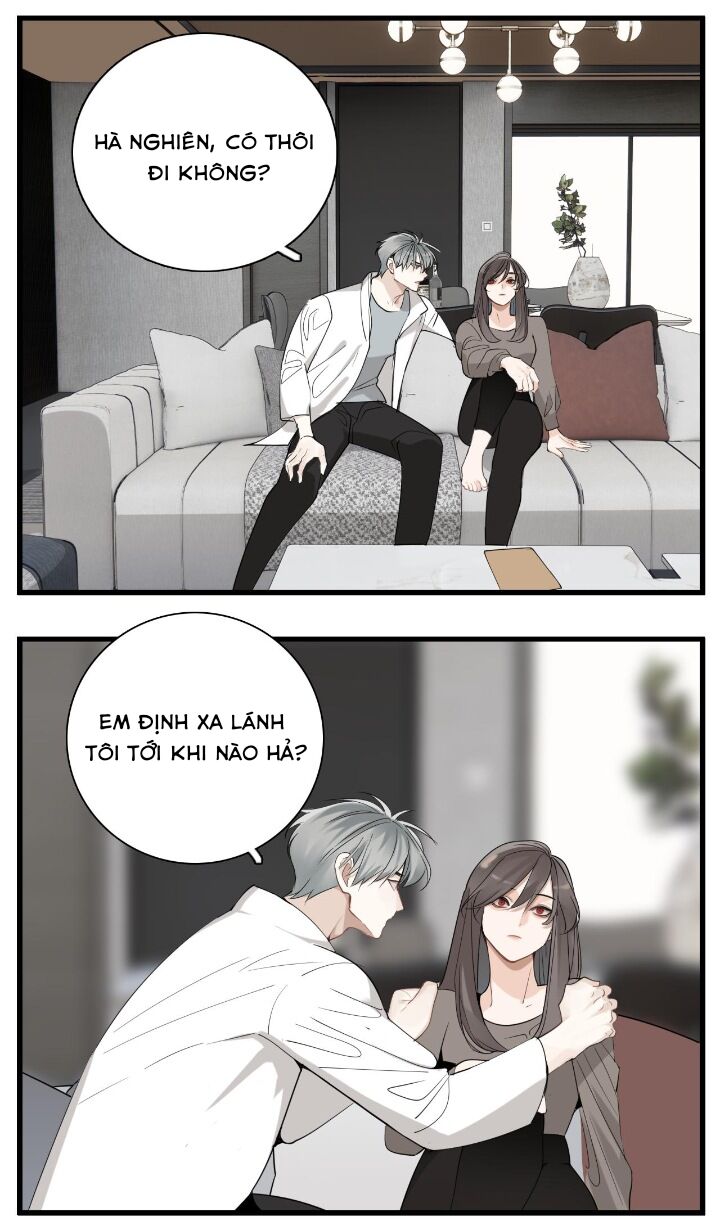 HÀ NGHIÊN, CÓ THÔI
ĐI KHÔNG?
EM ĐỊNH XA LÁNH
TÔI TỚI KHI NÀO HẢ?